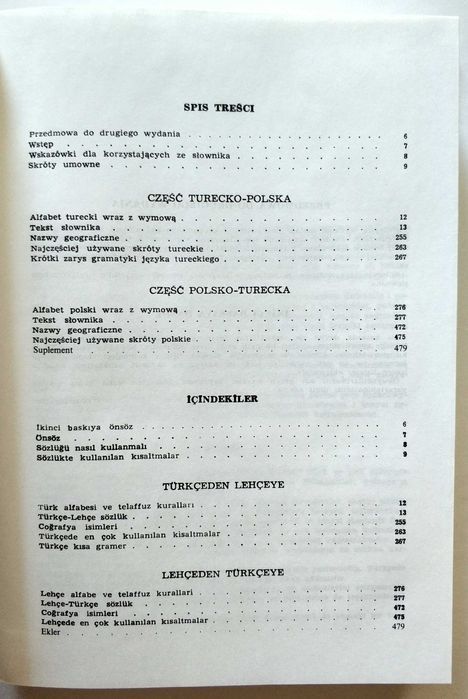 SPIS TREŚCI
Przedmowa do drugiego wydania . . . . . . . . . . . . . . . 6
Wstęp . . . . . . . . . . . . . . . 7
Wskazówki dla korzystających ze słownika . . . . . . . . . . . . . . . 8
Skróty umowne . . . . . . . . . . . . . . . 9
CZĘŚĆ TURECKO-POLSKA
Alfabet turecki wraz z wymową . . . . . . . . . . . . . . . 12
Tekst słownika . . . . . . . . . . . . . . . 13
Nazwy geograficzne . . . . . . . . . . . . . . . 255
Najczęściej używane skróty tureckie . . . . . . . . . . . . . . . 263
Krótki zarys gramatyki języka tureckiego . . . . . . . . . . . . . . . 267
CZĘŚĆ POLSKO-TURECKA
Alfabet polski wraz z wymową . . . . . . . . . . . . . . . 276
Tekst słownika . . . . . . . . . . . . . . . 277
Nazwy geograficzne . . . . . . . . . . . . . . . 472
Najczęściej używane skróty polskie . . . . . . . . . . . . . . . 475
Suplement . . . . . . . . . . . . . . . 479
İÇİNDEKİLER
İkinci baskıya önsöz . . . . . . . . . . . . . . . 6
Önsöz . . . . . . . . . . . . . . . 7
Sözlüğü nasıl kullanmalı . . . . . . . . . . . . . . . 8
Sözlükte kullanılan kısaltmalar . . . . . . . . . . . . . . . 9
TÜRKÇEDEN LEHÇEYE
Türk alfabesi ve telaffuz kuralları . . . . . . . . . . . . . . . 12
Türkçe-Lehçe sözlük . . . . . . . . . . . . . . . 13
Coğrafya isimleri . . . . . . . . . . . . . . . 255
Türkçede en çok kullanılan kısaltmalar . . . . . . . . . . . . . . . 263
Türkçe kısa gramer . . . . . . . . . . . . . . . 267
LEHÇEDEN TÜRKÇEYE
Lehçe alfabe ve telaffuz kuralları . . . . . . . . . . . . . . . 276
Lehçe-Türkçe sözlük . . . . . . . . . . . . . . . 277
Coğrafya isimleri . . . . . . . . . . . . . . . 472
Lehçede en çok kullanılan kısaltmalar . . . . . . . . . . . . . . . 475
Ekler . . . . . . . . . . . . . . . 479